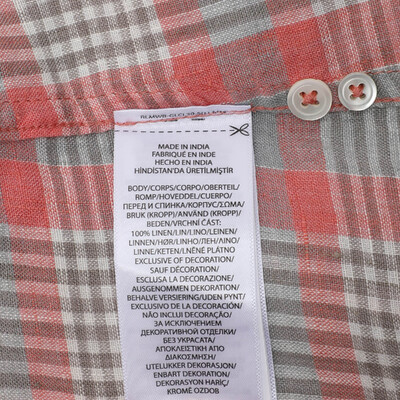 MADE IN INDIA
FABRIQUÉ EN INDE
HECHO EN INDIA
HİNDİSTAN'DA ÜRETİLMİŞTİR
BODY/CORPS/CORPO/OBERTEIL/
ROMP/HOVEDDEL/CUERPO/
ПЕРЕД И СПИНКА/KOPRUS/ΣΩΜΑ/
BRUK (KROPP)/ANVÄND (KROPP)/
BEDEN/VRCHNÍ ČÁST:
100% LINEN/LIN/LINO/LEINEN/
LINNEN/HØR/LINHO/ЛЕН/ΛΙΝΟ/
LINNE/KETEN/LNĚNÉ PLÁTNO
EXCLUSIVE OF DECORATION/
SAUF DÉCORATION/
ESCLUSA LA DECORAZIONE/
AUSGENOMMEN DEKORATION/
BEHALVE VERSIERING/UDEN PYNT/
EXCLUSIVO DE LA DECORACIÓN/
NÃO INCLUI DECORAÇÃO/
ЗА ИСКЛЮЧЕНИЕМ
ДЕКОРАТИВНОЙ ОТДЕЛКИ/
БЕЗ УКРАСАТА/
ΑΠΟΚΛΕΙΣΤΙΚΗ ΑΠΟ
ΔΙΑΚΟΣΜΗΣΗ/
UTELUKKER DEKORASJON/
ENBART DEKORATION/
DEKORASYON HARİÇ/
KROMĚ OZDOB